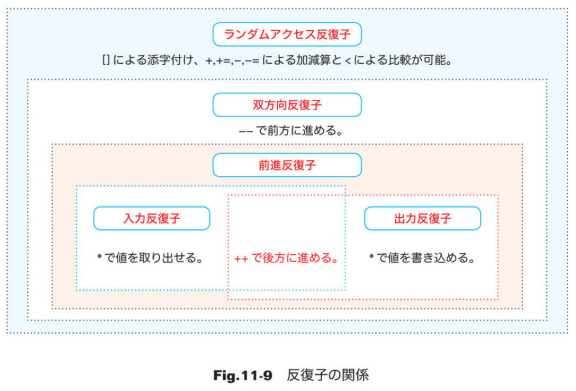 ランダムアクセス反復子
[] による添字付け、+,+=,−,−= による加減算と < による比較が可能。
双方向反復子
−− で前方に進める。
前進反復子
入力反復子
出力反復子
* で値を取り出せる。
++ で後方に進める。
* で値を書き込める。
Fig.11-9 反復子の関係